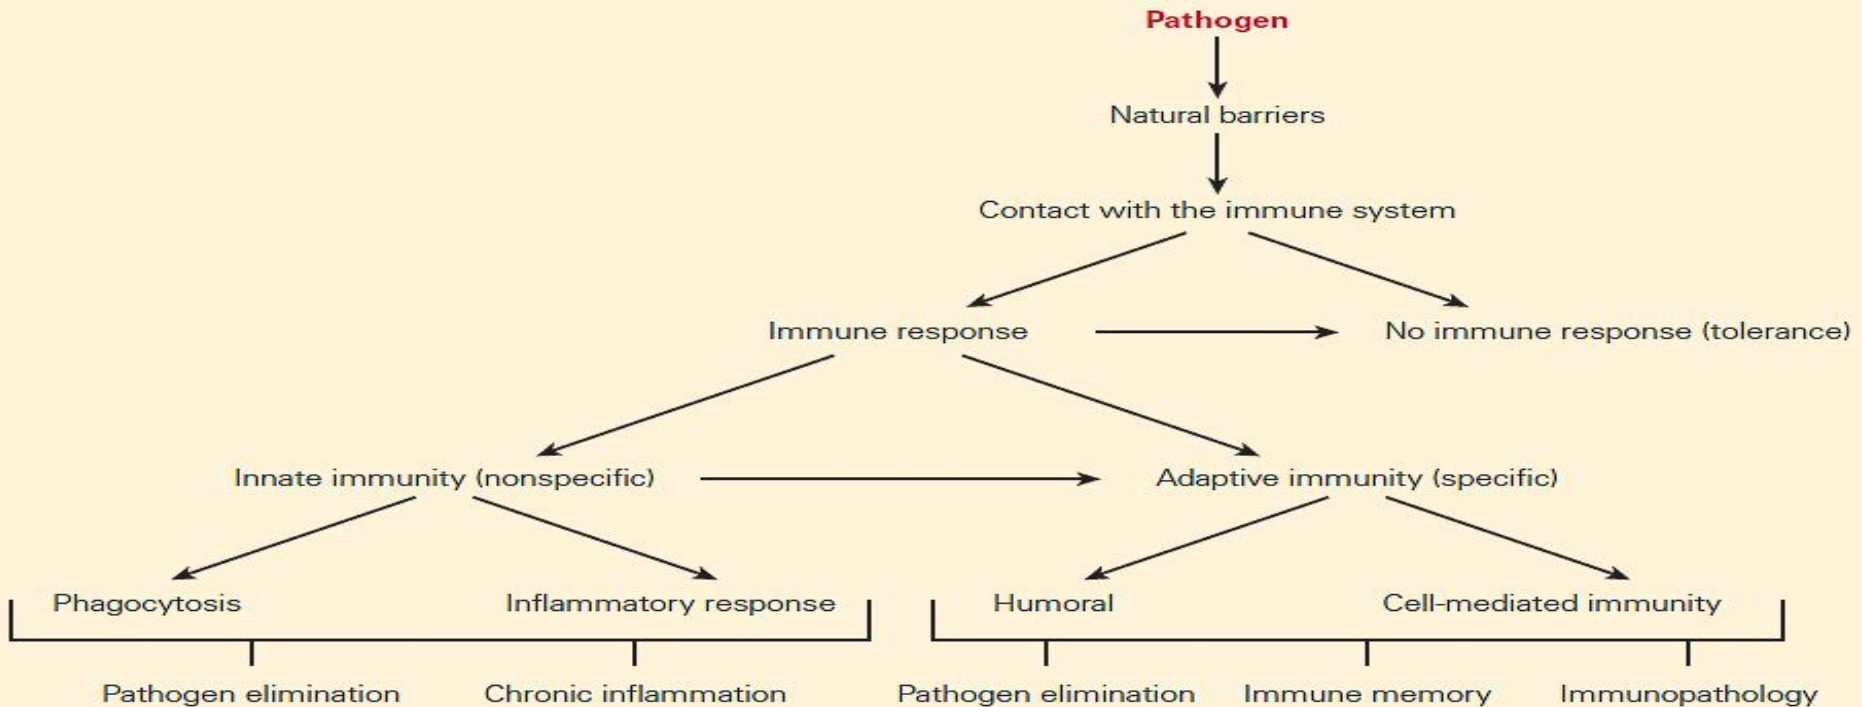 Pathogen
Natural barriers
Contact with the immune system
Immune response
No immune response (tolerance)
Innate immunity (nonspecific)
Adaptive immunity (specific)
Phagocytosis
Inflammatory response
Humoral
Cell-mediated immunity
Pathogen elimination
Chronic inflammation
Pathogen elimination
Immune memory
Immunopathology